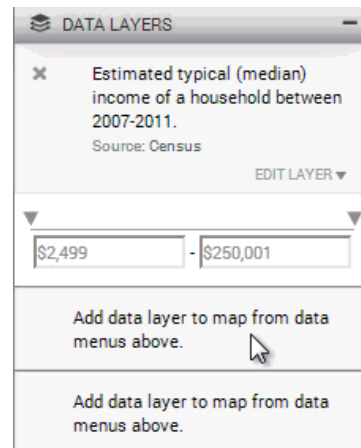 DATA LAYERS
Estimated typical (median)
income of a household between
2007-2011.
Source: Census
EDIT LAYER ▾
$2,499 - $250,001
Add data layer to map from data
menus above.
Add data layer to map from data
menus above.